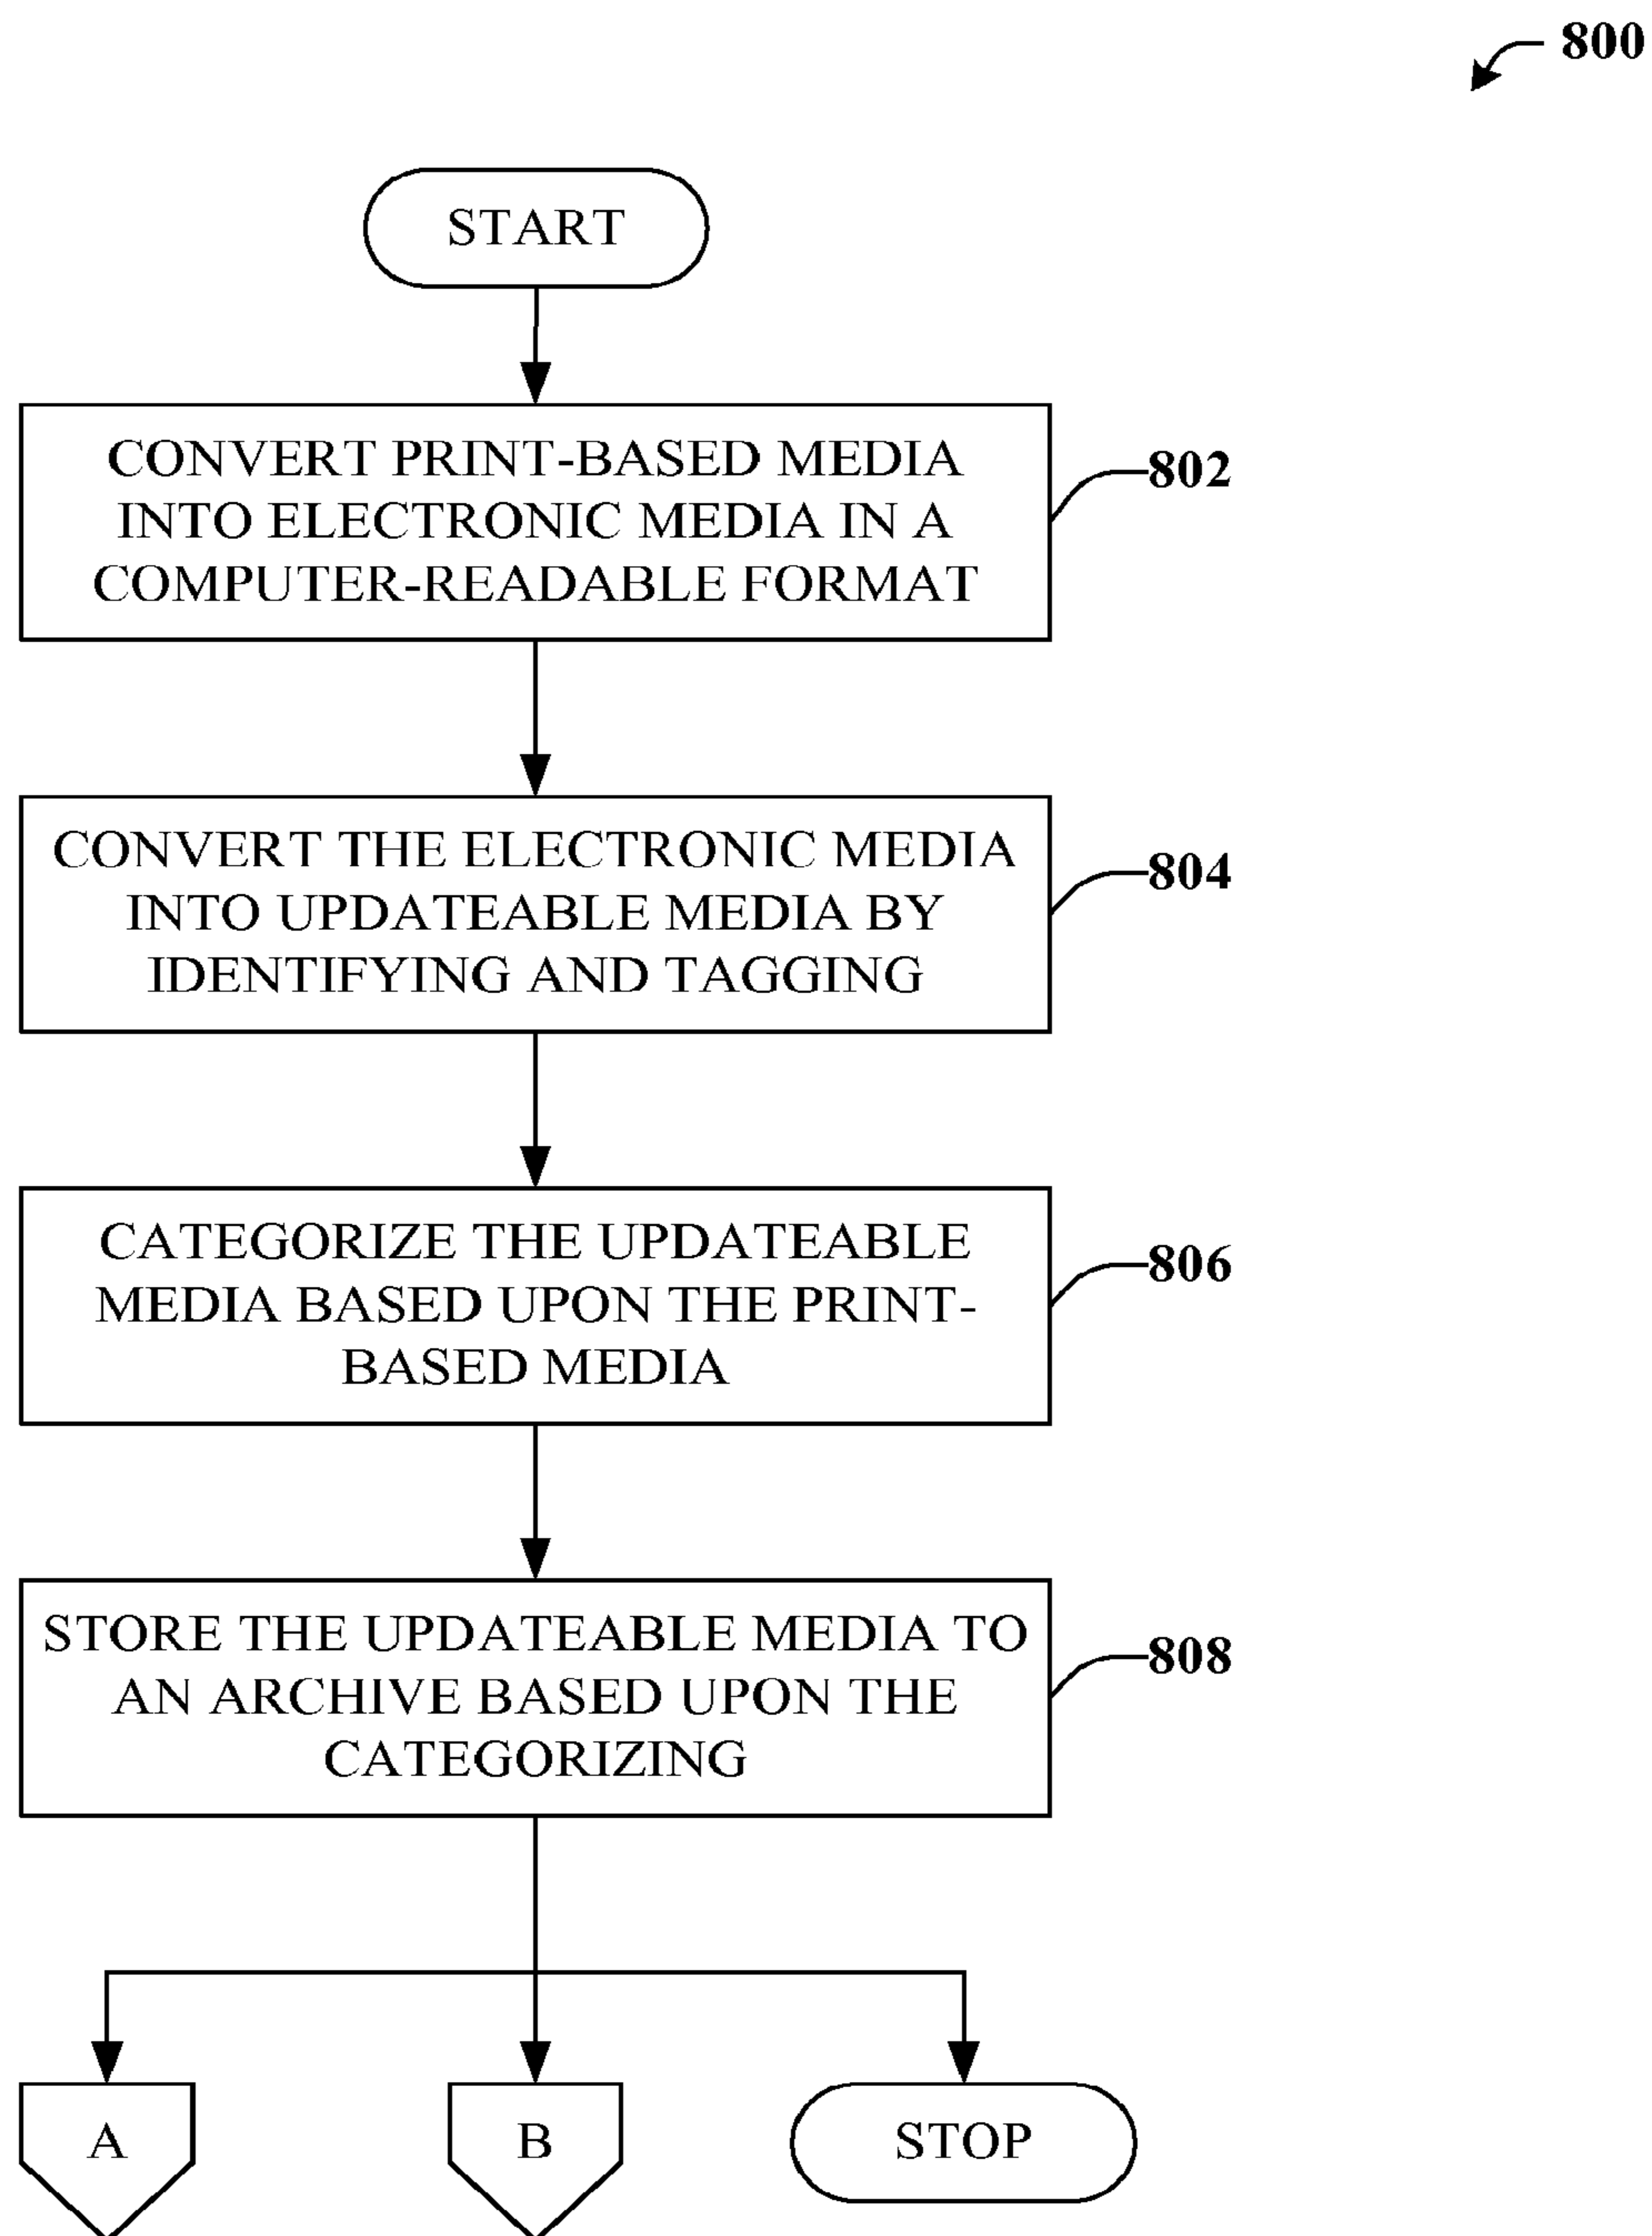 800
START
CONVERT PRINT-BASED MEDIA
INTO ELECTRONIC MEDIA IN A
COMPUTER-READABLE FORMAT
802
CONVERT THE ELECTRONIC MEDIA
INTO UPDATEABLE MEDIA BY
IDENTIFYING AND TAGGING
804
CATEGORIZE THE UPDATEABLE
MEDIA BASED UPON THE PRINT-
BASED MEDIA
806
STORE THE UPDATEABLE MEDIA TO
AN ARCHIVE BASED UPON THE
CATEGORIZING
808
A
B
STOP